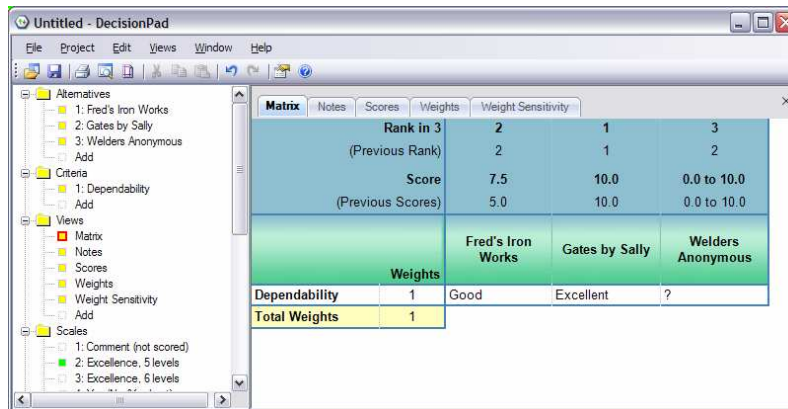 Untitled - DecisionPad
File Project Edit Views Window Help
Alternatives
1: Fred's Iron Works
2: Gates by Sally
3: Welders Anonymous
Add
Criteria
1: Dependability
Add
Views
Matrix
Notes
Scores
Weights
Weight Sensitivity
Add
Scales
1: Comment (not scored)
2: Excellence, 5 levels
3: Excellence, 6 levels
Matrix Notes Scores Weights Weight Sensitivity
Rank in 3 2 1 3
(Previous Rank) 2 1 2
Score 7.5 10.0 0.0 to 10.0
(Previous Scores) 5.0 10.0 0.0 to 10.0
Weights Fred's Iron Works Gates by Sally Welders Anonymous
Dependability 1 Good Excellent ?
Total Weights 1